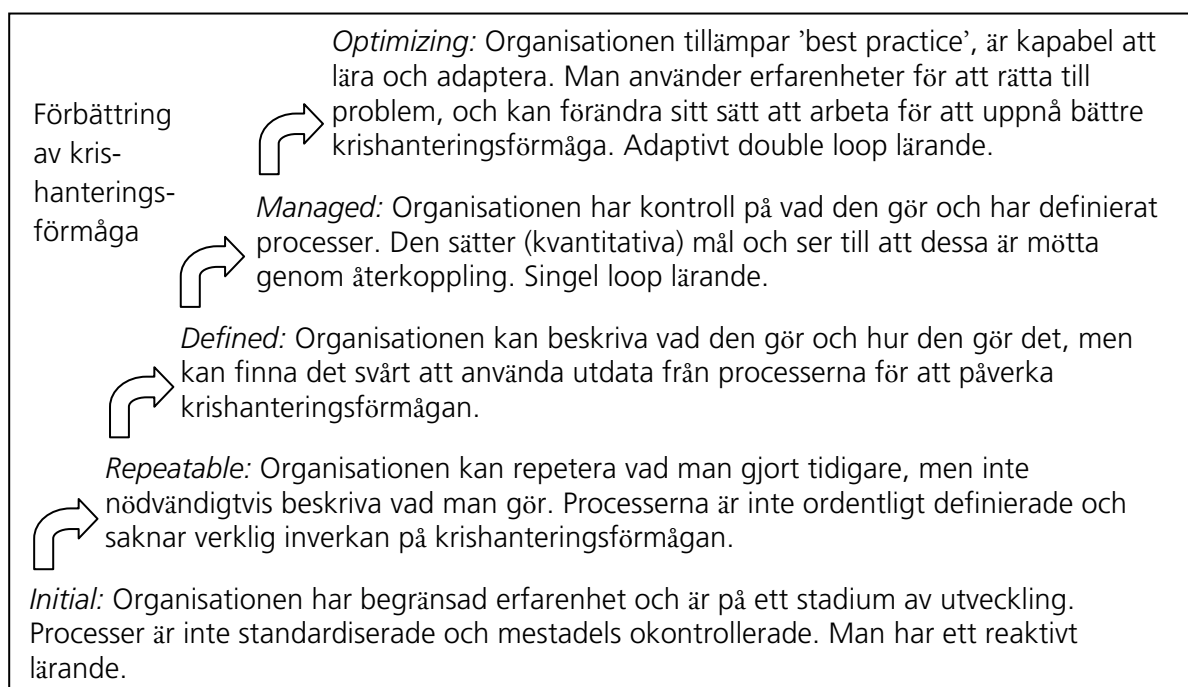 Optimizing: Organisationen tillämpar ’best practice’, är kapabel att
lära och adaptera. Man använder erfarenheter för att rätta till
problem, och kan förändra sitt sätt att arbeta för att uppnå bättre
krishanteringsförmåga. Adaptivt double loop lärande.
Förbättring
av kris-
hanterings-
förmåga
Managed: Organisationen har kontroll på vad den gör och har definierat
processer. Den sätter (kvantitativa) mål och ser till att dessa är mötta
genom återkoppling. Singel loop lärande.
Defined: Organisationen kan beskriva vad den gör och hur den gör det, men
kan finna det svårt att använda utdata från processerna för att påverka
krishanteringsförmågan.
Repeatable: Organisationen kan repetera vad man gjort tidigare, men inte
nödvändigtvis beskriva vad man gör. Processerna är inte ordentligt definierade och
saknar verklig inverkan på krishanteringsförmågan.
Initial: Organisationen har begränsad erfarenhet och är på ett stadium av utveckling.
Processer är inte standardiserade och mestadels okontrollerade. Man har ett reaktivt
lärande.